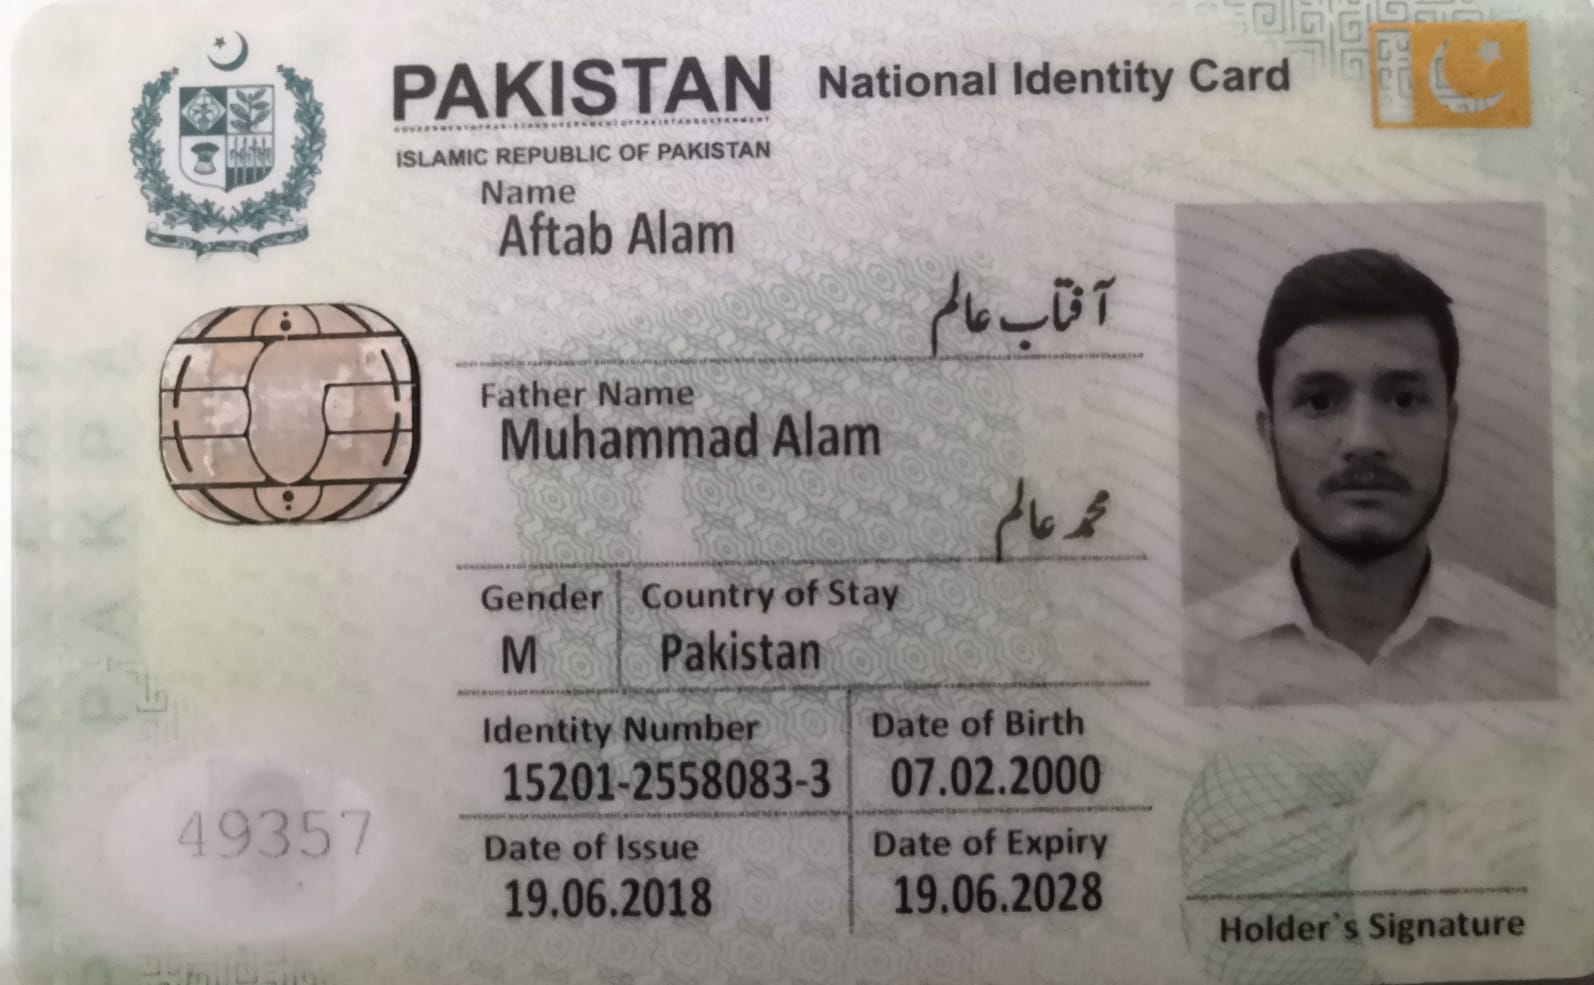 PAKISTAN National Identity Card
ISLAMIC REPUBLIC OF PAKISTAN
Name
Aftab Alam
آفتاب عالم
Father Name
Muhammad Alam
محمد عالم
Gender Country of Stay
M Pakistan
Identity Number Date of Birth
15201-2558083-3 07.02.2000
Date of Issue Date of Expiry
19.06.2018 19.06.2028
49357
Holder`s Signature